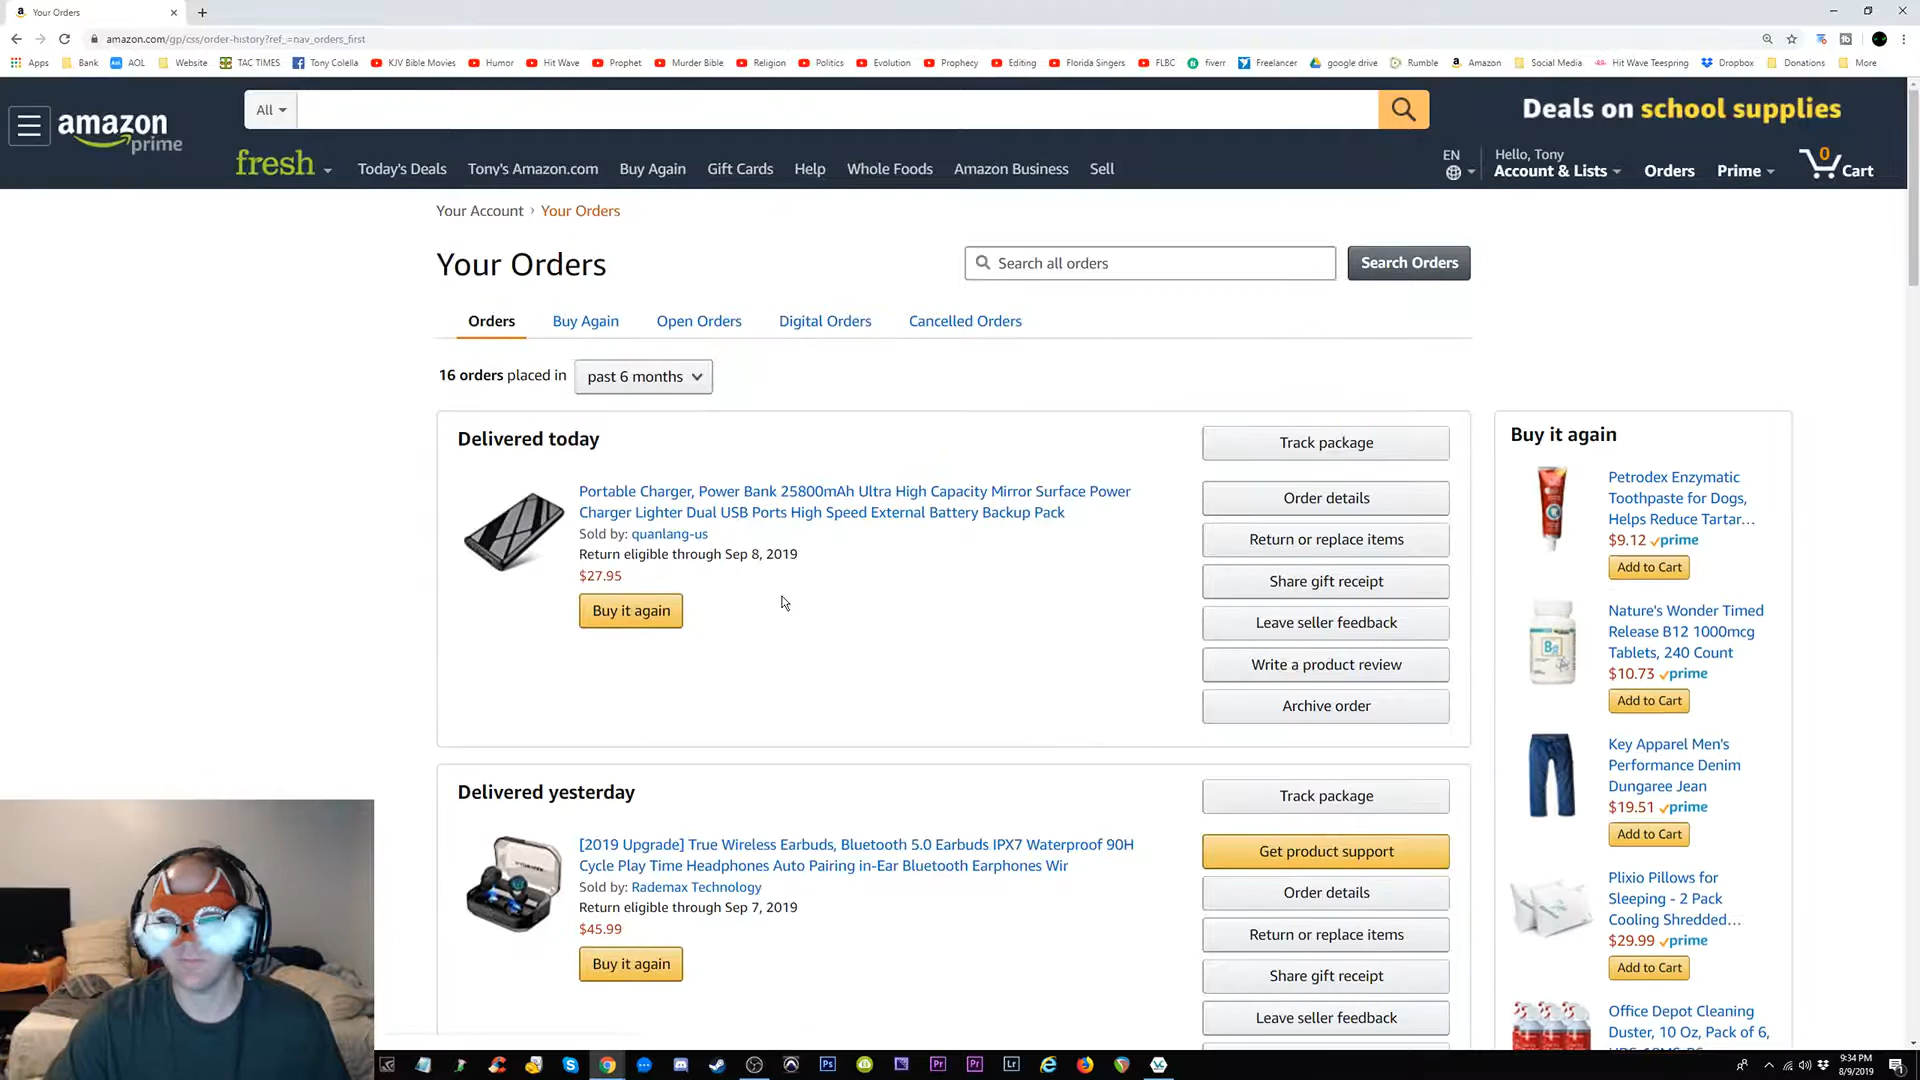 Your Orders
amazon.com/gp/css/order-history?ref_=nav_orders_first
Apps Bank AOL Website TAC TIMES Tony Colella KJV Bible Movies Humor Hit Wave Prophet Murder Bible Religion Politics Evolution Prophecy Editing Florida Singers FLBC fiverr Freelancer google drive Rumble Amazon Social Media Hit Wave Teespring Dropbox Donations More
amazon prime
All
Deals on school supplies
fresh Today's Deals Tony's Amazon.com Buy Again Gift Cards Help Whole Foods Amazon Business Sell
EN
Hello, Tony
Account & Lists Orders Prime 0 Cart
Your Account › Your Orders
Your Orders
Search all orders
Search Orders
Orders Buy Again Open Orders Digital Orders Cancelled Orders
16 orders placed in past 6 months
Delivered today
Portable Charger, Power Bank 25800mAh Ultra High Capacity Mirror Surface Power
Charger Lighter Dual USB Ports High Speed External Battery Backup Pack
Sold by: quanlang-us
Return eligible through Sep 8, 2019
$27.95
Buy it again
Track package
Order details
Return or replace items
Share gift receipt
Leave seller feedback
Write a product review
Archive order
Delivered yesterday
[2019 Upgrade] True Wireless Earbuds, Bluetooth 5.0 Earbuds IPX7 Waterproof 90H
Cycle Play Time Headphones Auto Pairing in-Ear Bluetooth Earphones Wir
Sold by: Rademax Technology
Return eligible through Sep 7, 2019
$45.99
Buy it again
Track package
Get product support
Order details
Return or replace items
Share gift receipt
Leave seller feedback
Buy it again
Petrodex Enzymatic
Toothpaste for Dogs,
Helps Reduce Tartar...
$9.12 prime
Add to Cart
Nature's Wonder Timed
Release B12 1000mcg
Tablets, 240 Count
$10.73 prime
Add to Cart
Key Apparel Men's
Performance Denim
Dungaree Jean
$19.51 prime
Add to Cart
Plixio Pillows for
Sleeping - 2 Pack
Cooling Shredded...
$29.99 prime
Add to Cart
Office Depot Cleaning
Duster, 10 Oz, Pack of 6,
9:34 PM
8/9/2019